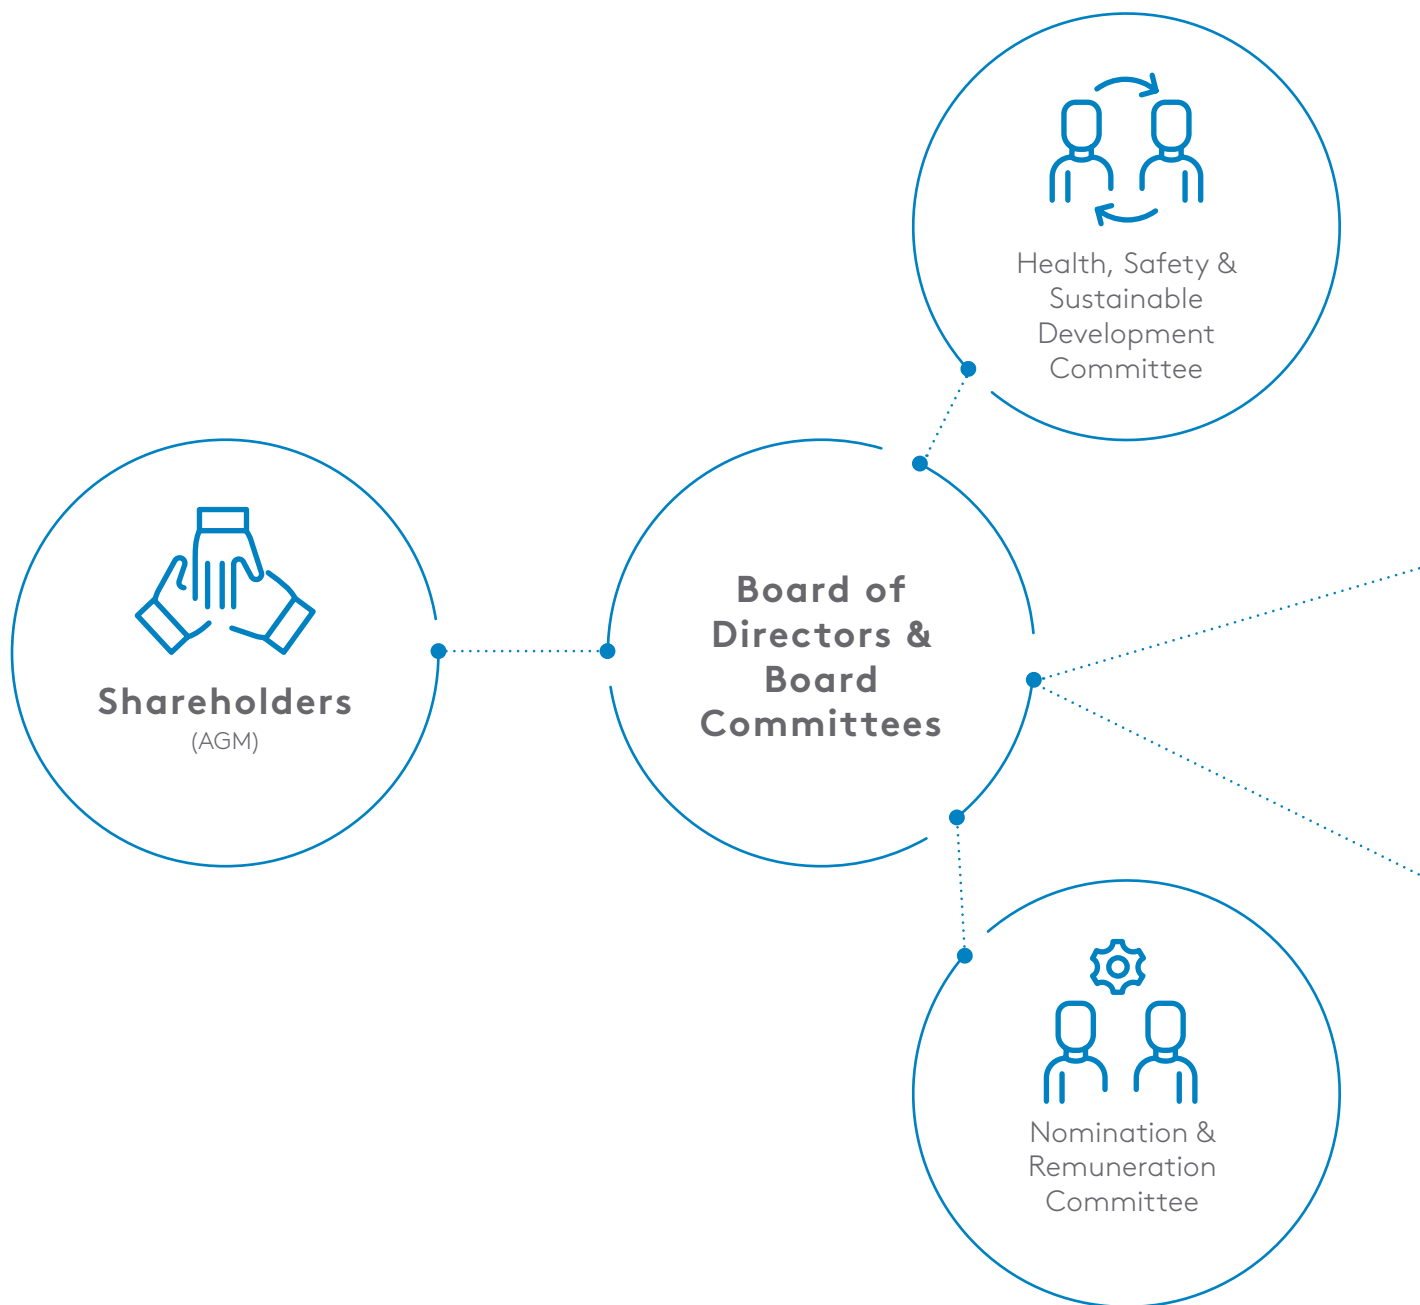 Health, Safety &
Sustainable
Development
Committee
Shareholders
(AGM)
Board of
Directors &
Board
Committees
Nomination &
Remuneration
Committee